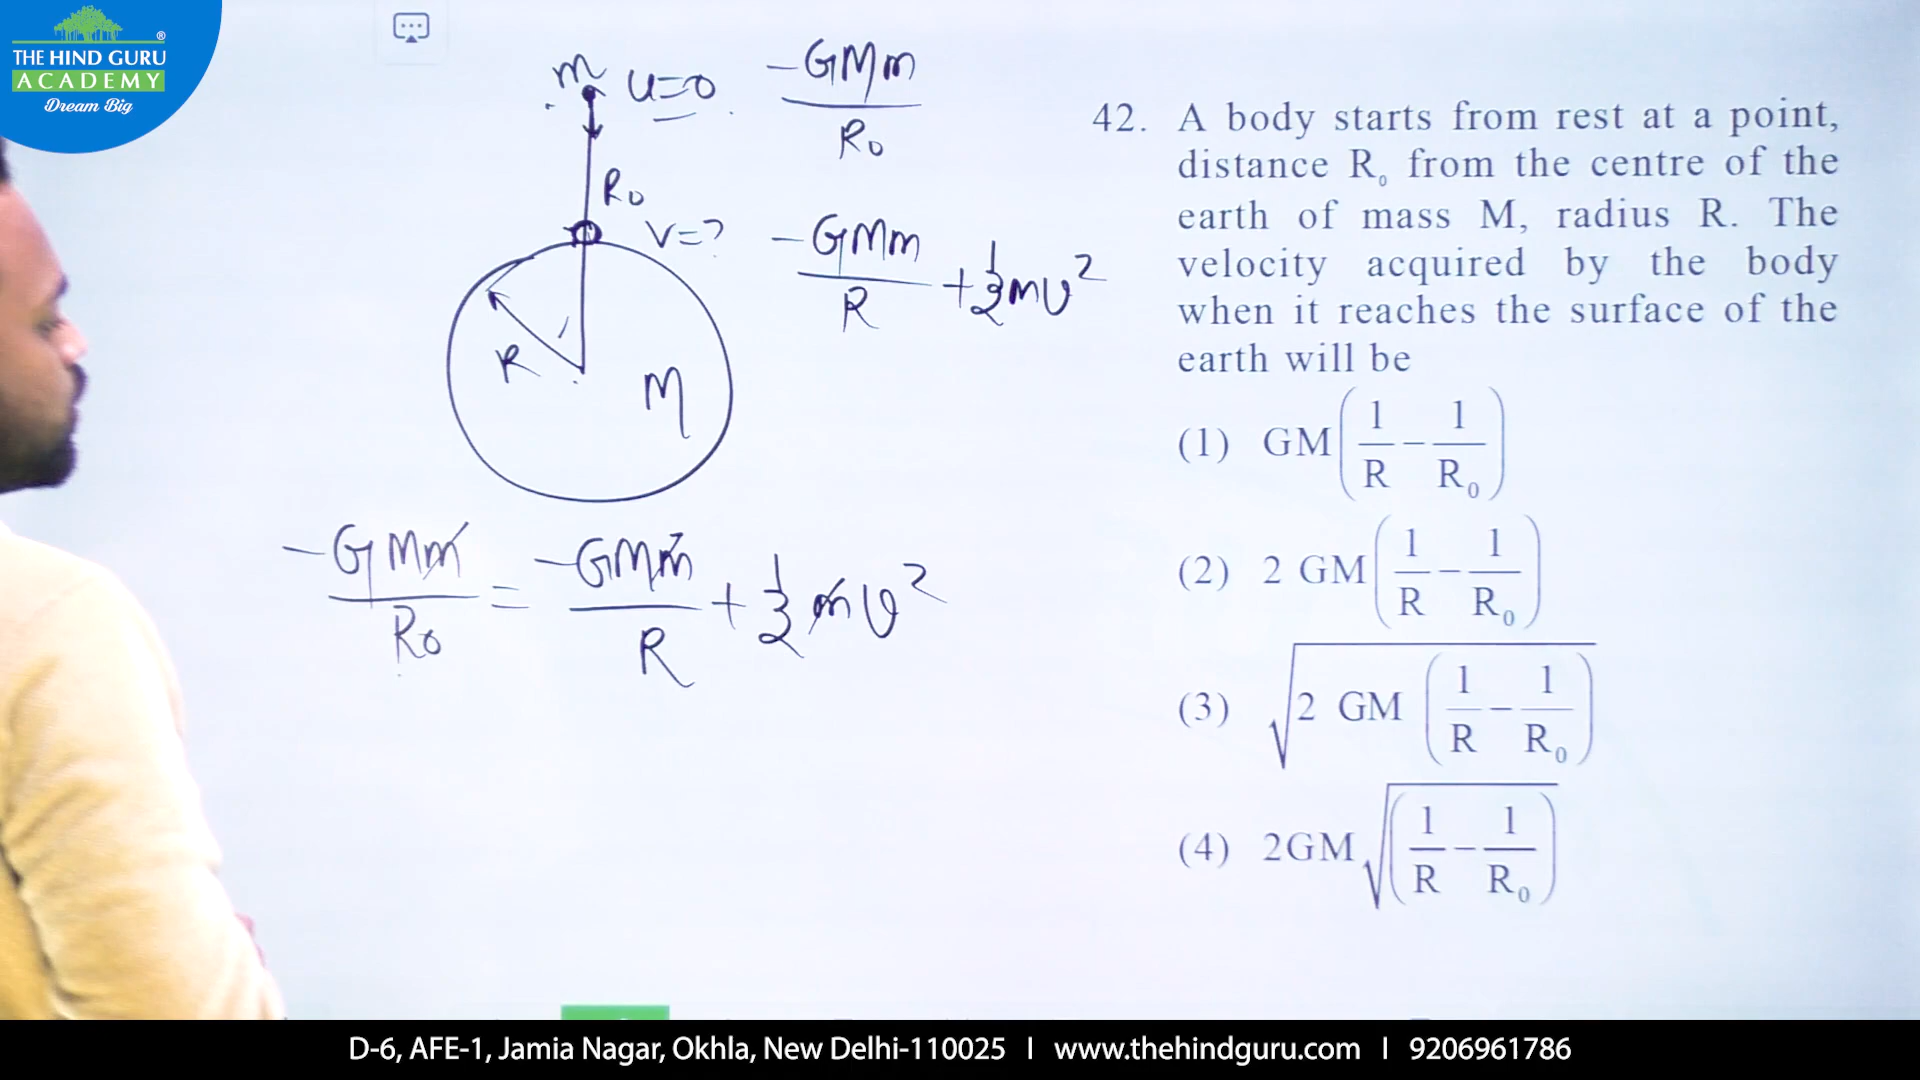 THE HIND GURU
ACADEMY
Dream Big
®
m u=0
-GMm
R₀
R₀
v=?
-GMm/R + 1/2 mv²
R
M
-GMm/R₀ = -GMm/R + 1/2 mv²
42. A body starts from rest at a point,
distance R₀ from the centre of the
earth of mass M, radius R. The
velocity acquired by the body
when it reaches the surface of the
earth will be
(1) GM(1/R - 1/R₀)
(2) 2 GM(1/R - 1/R₀)
(3) √(2 GM (1/R - 1/R₀))
(4) 2GM√(1/R - 1/R₀)
D-6, AFE-1, Jamia Nagar, Okhla, New Delhi-110025 | www.thehindguru.com | 9206961786